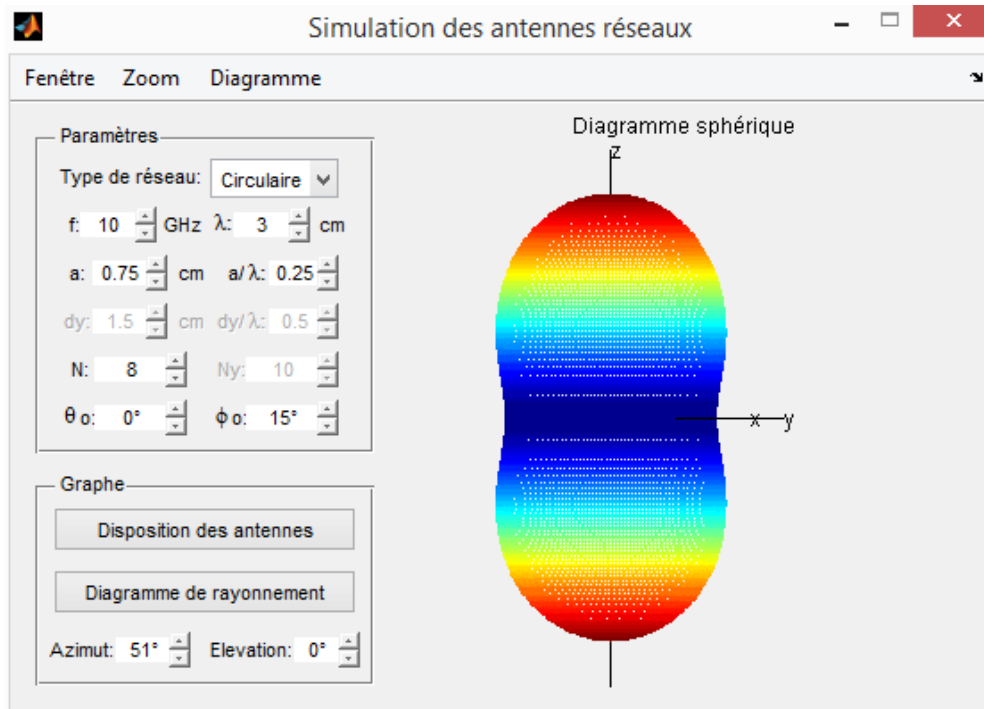 Simulation des antennes réseaux
Fenêtre Zoom Diagramme
Paramètres
Type de réseau: Circulaire
f: 10 GHz λ: 3 cm
a: 0.75 cm a/λ: 0.25
dy: 1.5 cm dy/λ: 0.5
N: 8 Ny: 10
θo: 0° ϕo: 15°
Graphe
Disposition des antennes
Diagramme de rayonnement
Azimut: 51° Elevation: 0°
Diagramme sphérique
z
x y